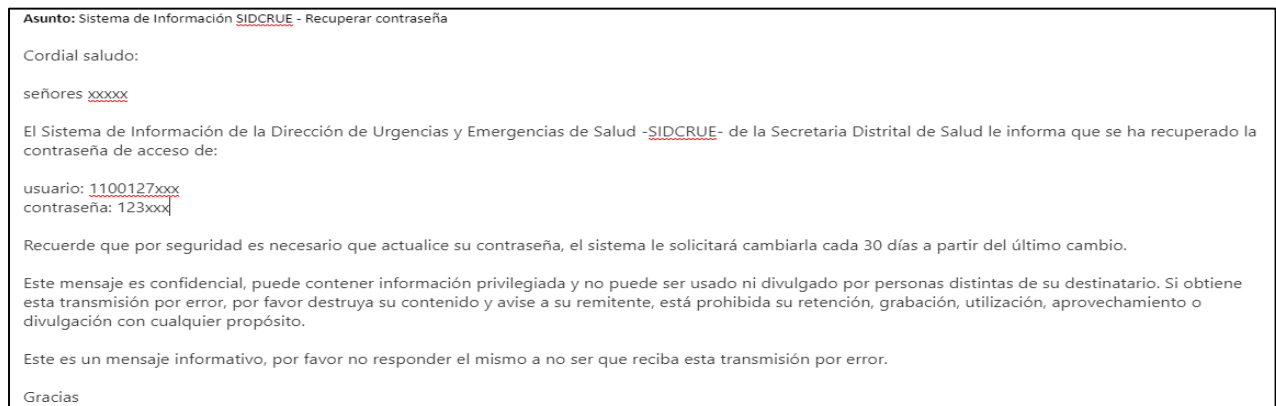 Asunto: Sistema de Información SIDCRUE - Recuperar contraseña
Cordial saludo:
señores xxxxx
El Sistema de Información de la Dirección de Urgencias y Emergencias de Salud -SIDCRUE- de la Secretaria Distrital de Salud le informa que se ha recuperado la
contraseña de acceso de:
usuario: 1100127xxx
contraseña: 123xxx
Recuerde que por seguridad es necesario que actualice su contraseña, el sistema le solicitará cambiarla cada 30 días a partir del último cambio.
Este mensaje es confidencial, puede contener información privilegiada y no puede ser usado ni divulgado por personas distintas de su destinatario. Si obtiene
esta transmisión por error, por favor destruya su contenido y avise a su remitente, está prohibida su retención, grabación, utilización, aprovechamiento o
divulgación con cualquier propósito.
Este es un mensaje informativo, por favor no responder el mismo a no ser que reciba esta transmisión por error.
Gracias